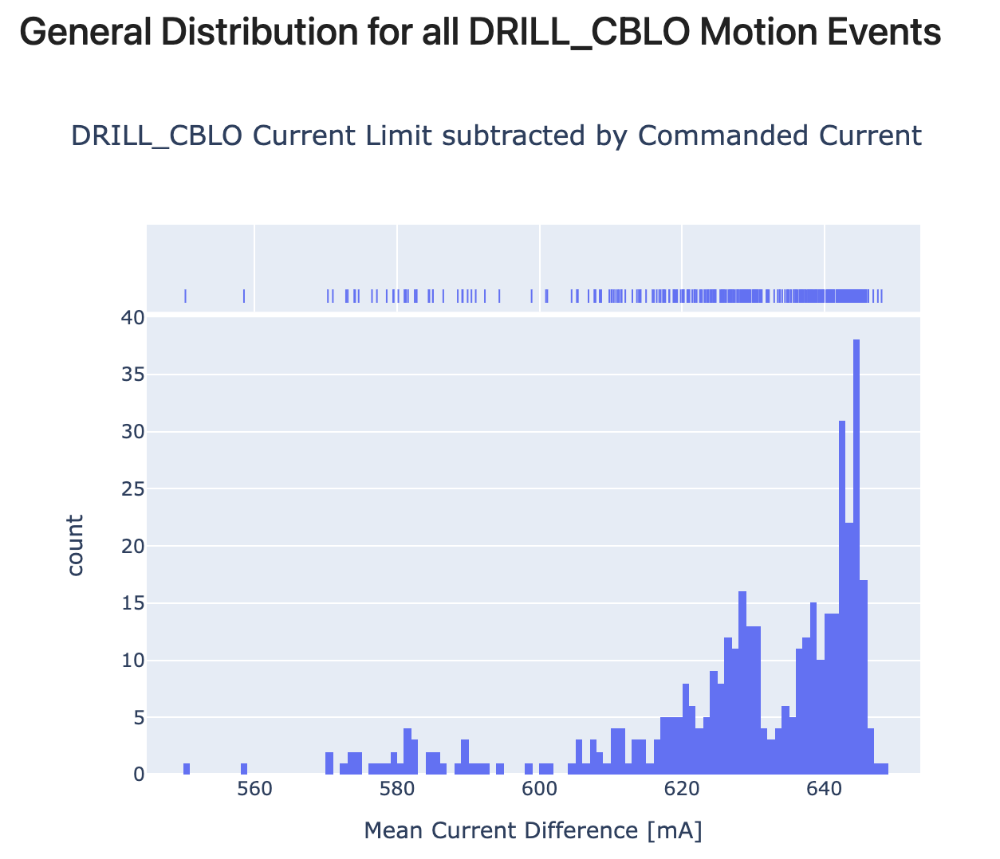 General Distribution for all DRILL_CBLO Motion Events
DRILL_CBLO Current Limit subtracted by Commanded Current
40
35
30
25
20
15
10
5
0
count
560 580 600 620 640
Mean Current Difference [mA]